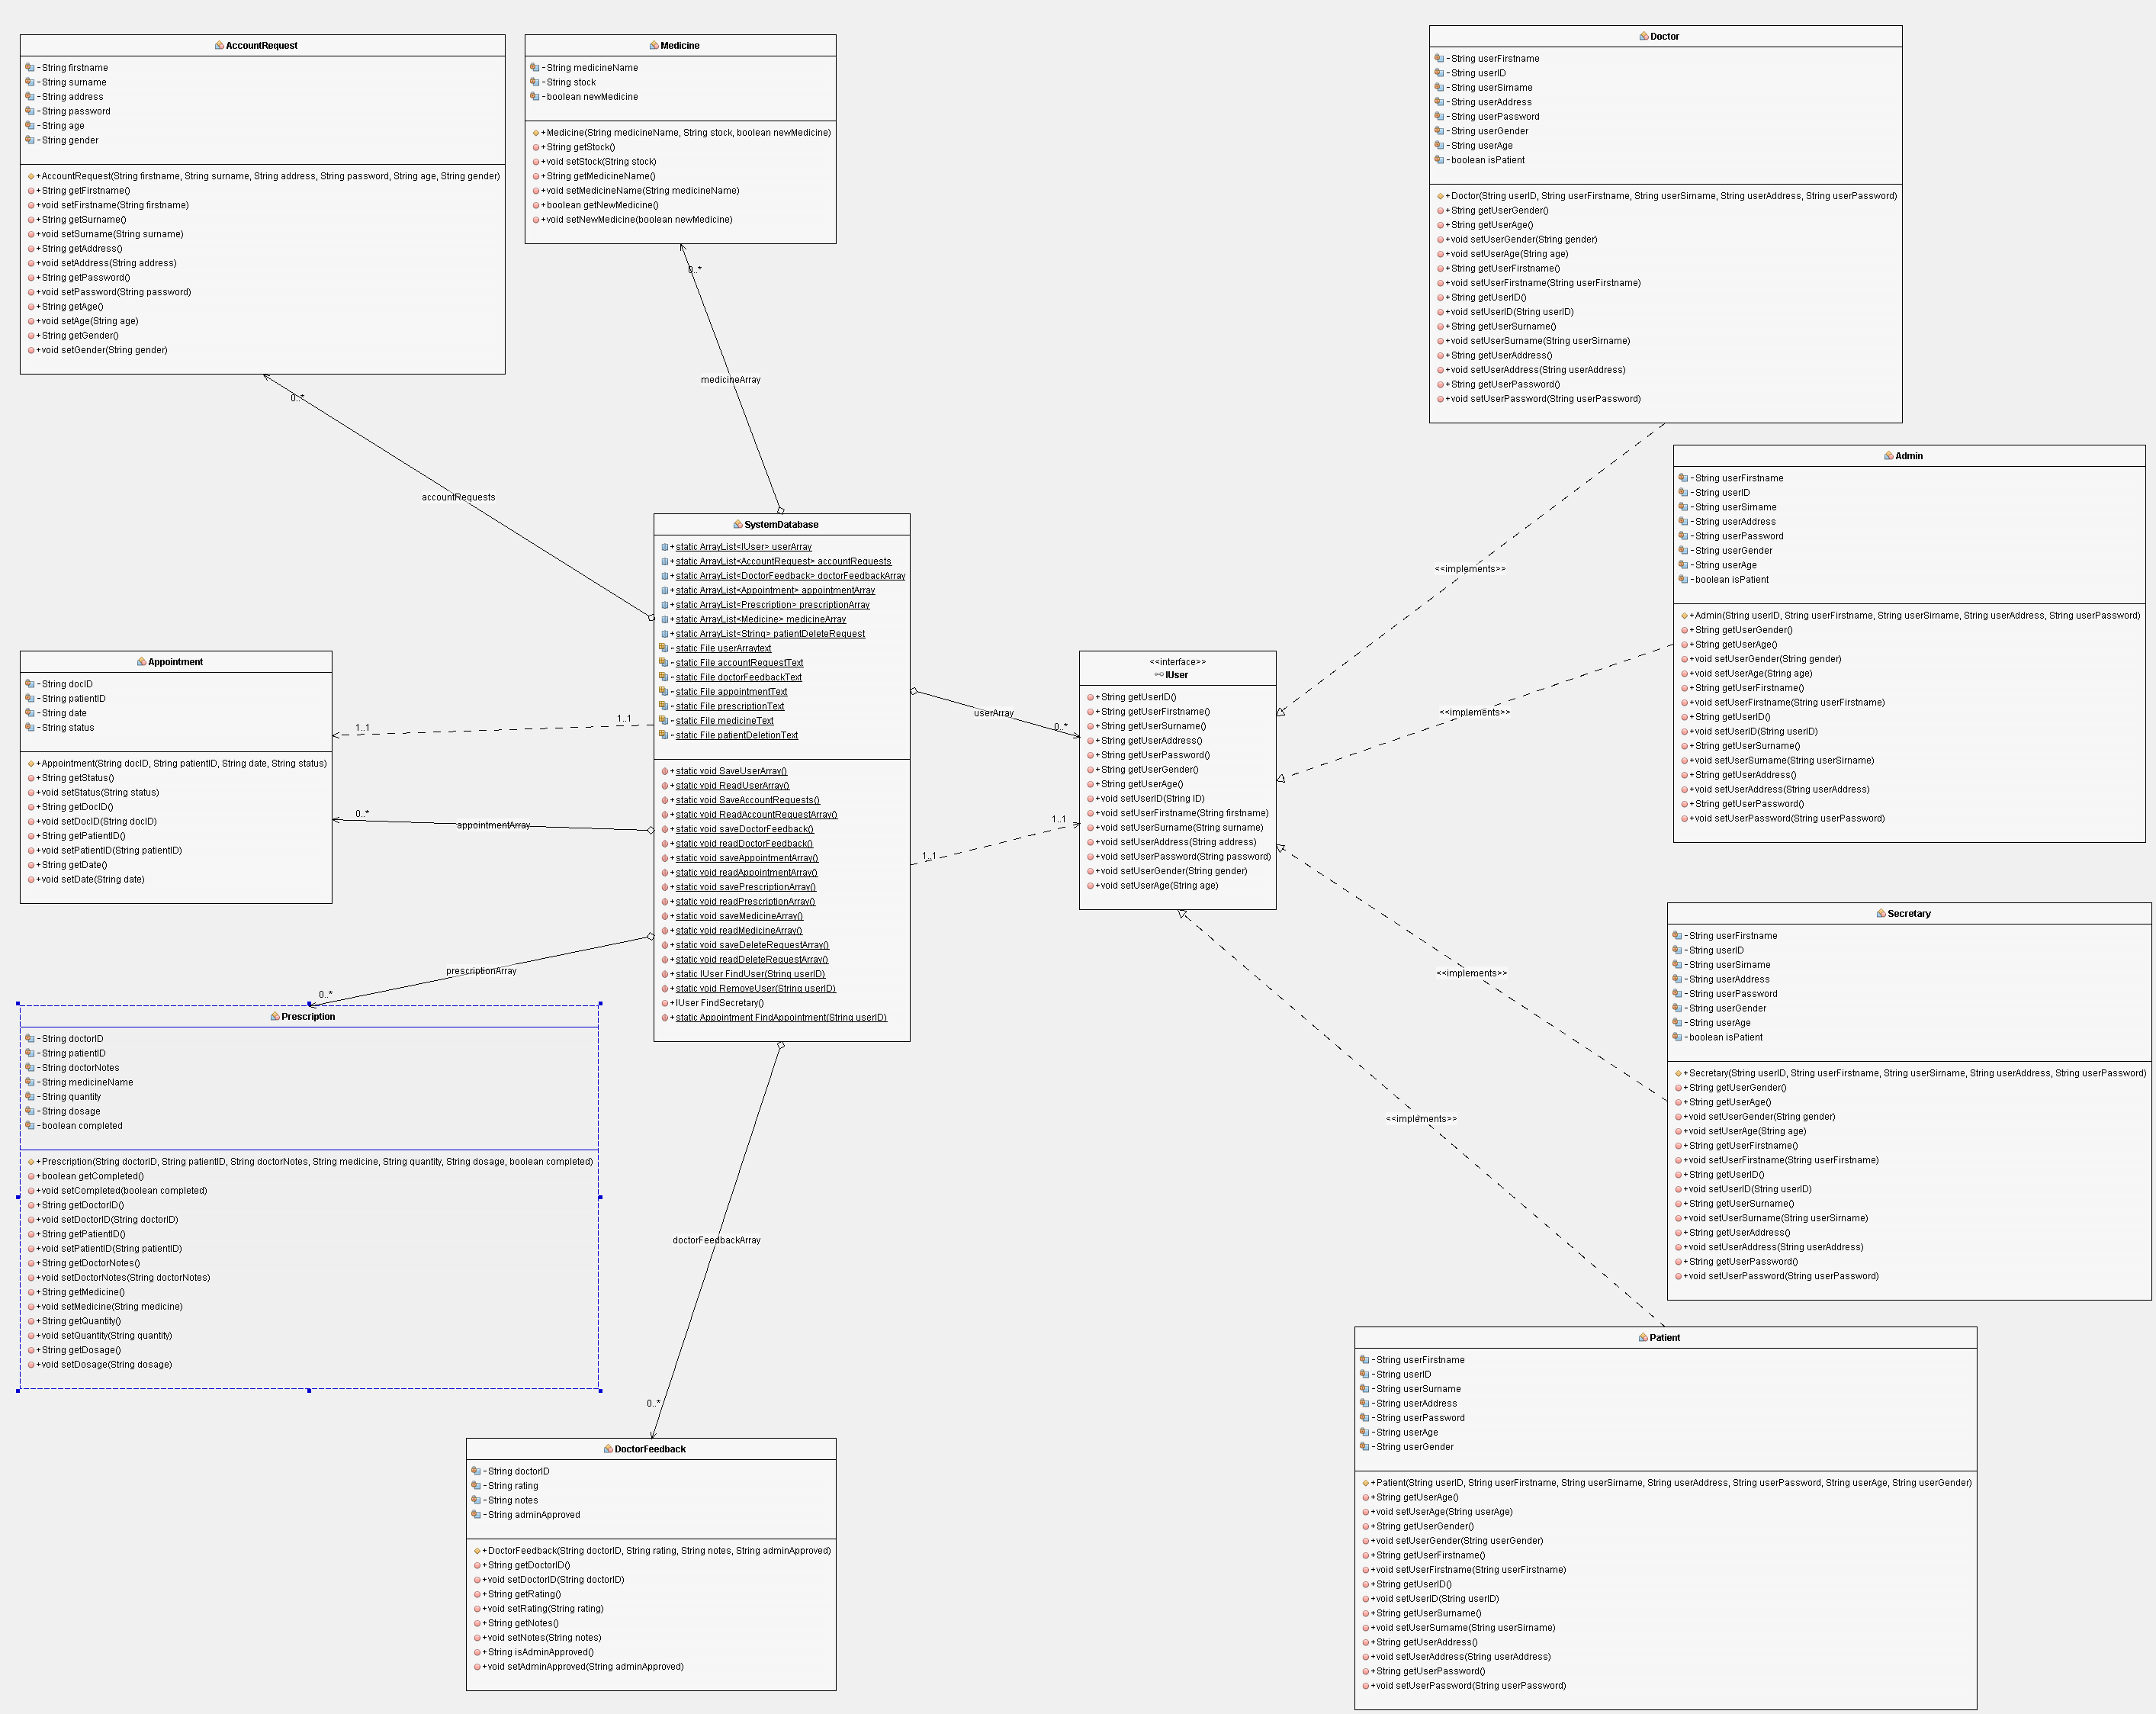 AccountRequest
-String firstname
-String surname
-String address
-String password
-String age
-String gender
+AccountRequest(String firstname, String surname, String address, String password, String age, String gender)
+String getFirstname()
+void setFirstname(String firstname)
+String getSurname()
+void setSurname(String surname)
+String getAddress()
+void setAddress(String address)
+String getPassword()
+void setPassword(String password)
+String getAge()
+void setAge(String age)
+String getGender()
+void setGender(String gender)
Medicine
-String medicineName
-String stock
-boolean newMedicine
+Medicine(String medicineName, String stock, boolean newMedicine)
+String getStock()
+void setStock(String stock)
+String getMedicineName()
+void setMedicineName(String medicineName)
+boolean getNewMedicine()
+void setNewMedicine(boolean newMedicine)
Doctor
-String userFirstname
-String userID
-String userSirname
-String userAddress
-String userPassword
-String userGender
-String userAge
-boolean isPatient
+Doctor(String userID, String userFirstname, String userSirname, String userAddress, String userPassword)
+String getUserGender()
+String getUserAge()
+void setUserGender(String gender)
+void setUserAge(String age)
+String getUserFirstname()
+void setUserFirstname(String userFirstname)
+String getUserID()
+void setUserID(String userID)
+String getUserSurname()
+void setUserSurname(String userSirname)
+String getUserAddress()
+void setUserAddress(String userAddress)
+String getUserPassword()
+void setUserPassword(String userPassword)
0..*
medicineArray
0..*
accountRequests
<<implements>>
Admin
-String userFirstname
-String userID
-String userSirname
-String userAddress
-String userPassword
-String userGender
-String userAge
-boolean isPatient
+Admin(String userID, String userFirstname, String userSirname, String userAddress, String userPassword)
+String getUserGender()
+String getUserAge()
+void setUserGender(String gender)
+void setUserAge(String age)
+String getUserFirstname()
+void setUserFirstname(String userFirstname)
+String getUserID()
+void setUserID(String userID)
+String getUserSurname()
+void setUserSurname(String userSirname)
+String getUserAddress()
+void setUserAddress(String userAddress)
+String getUserPassword()
+void setUserPassword(String userPassword)
SystemDatabase
+static ArrayList<IUser> userArray
+static ArrayList<AccountRequest> accountRequests
+static ArrayList<DoctorFeedback> doctorFeedbackArray
+static ArrayList<Appointment> appointmentArray
+static ArrayList<Prescription> prescriptionArray
+static ArrayList<Medicine> medicineArray
+static ArrayList<String> patientDeleteRequest
-static File userArraytext
-static File accountRequestText
-static File doctorFeedbackText
-static File appointmentText
-static File prescriptionText
-static File medicineText
-static File patientDeletionText
+static void SaveUserArray()
+static void ReadUserArray()
+static void SaveAccountRequests()
+static void ReadAccountRequestArray()
+static void saveDoctorFeedback()
+static void readDoctorFeedback()
+static void saveAppointmentArray()
+static void readAppointmentArray()
+static void savePrescriptionArray()
+static void readPrescriptionArray()
+static void saveMedicineArray()
+static void readMedicineArray()
+static void saveDeleteRequestArray()
+static void readDeleteRequestArray()
+static IUser FindUser(String userID)
+static void RemoveUser(String userID)
+IUser FindSecretary()
+static Appointment FindAppointment(String userID)
Appointment
-String docID
-String patientID
-String date
-String status
+Appointment(String docID, String patientID, String date, String status)
+String getStatus()
+void setStatus(String status)
+String getDocID()
+void setDocID(String docID)
+String getPatientID()
+void setPatientID(String patientID)
+String getDate()
+void setDate(String date)
1..1
1..1
0..*
appointmentArray
userArray
0..*
1..1
1..1
<<interface>>
IUser
+String getUserID()
+String getUserFirstname()
+String getUserSurname()
+String getUserAddress()
+String getUserPassword()
+String getUserGender()
+String getUserAge()
+void setUserID(String ID)
+void setUserFirstname(String firstname)
+void setUserSurname(String surname)
+void setUserAddress(String address)
+void setUserPassword(String password)
+void setUserGender(String gender)
+void setUserAge(String age)
<<implements>>
<<implements>>
<<implements>>
Secretary
-String userFirstname
-String userID
-String userSirname
-String userAddress
-String userPassword
-String userGender
-String userAge
-boolean isPatient
+Secretary(String userID, String userFirstname, String userSirname, String userAddress, String userPassword)
+String getUserGender()
+String getUserAge()
+void setUserGender(String gender)
+void setUserAge(String age)
+String getUserFirstname()
+void setUserFirstname(String userFirstname)
+String getUserID()
+void setUserID(String userID)
+String getUserSurname()
+void setUserSurname(String userSirname)
+String getUserAddress()
+void setUserAddress(String userAddress)
+String getUserPassword()
+void setUserPassword(String userPassword)
prescriptionArray
0..*
Prescription
-String doctorID
-String patientID
-String doctorNotes
-String medicineName
-String quantity
-String dosage
-boolean completed
+Prescription(String doctorID, String patientID, String doctorNotes, String medicine, String quantity, String dosage, boolean completed)
+boolean getCompleted()
+void setCompleted(boolean completed)
+String getDoctorID()
+void setDoctorID(String doctorID)
+String getPatientID()
+void setPatientID(String patientID)
+String getDoctorNotes()
+void setDoctorNotes(String doctorNotes)
+String getMedicine()
+void setMedicine(String medicine)
+String getQuantity()
+void setQuantity(String quantity)
+String getDosage()
+void setDosage(String dosage)
doctorFeedbackArray
0..*
DoctorFeedback
-String doctorID
-String rating
-String notes
-String adminApproved
+DoctorFeedback(String doctorID, String rating, String notes, String adminApproved)
+String getDoctorID()
+void setDoctorID(String doctorID)
+String getRating()
+void setRating(String rating)
+String getNotes()
+void setNotes(String notes)
+String isAdminApproved()
+void setAdminApproved(String adminApproved)
Patient
-String userFirstname
-String userID
-String userSurname
-String userAddress
-String userPassword
-String userAge
-String userGender
+Patient(String userID, String userFirstname, String userSirname, String userAddress, String userPassword, String userAge, String userGender)
+String getUserAge()
+void setUserAge(String userAge)
+String getUserGender()
+void setUserGender(String userGender)
+String getUserFirstname()
+void setUserFirstname(String userFirstname)
+String getUserID()
+void setUserID(String userID)
+String getUserSurname()
+void setUserSurname(String userSirname)
+String getUserAddress()
+void setUserAddress(String userAddress)
+String getUserPassword()
+void setUserPassword(String userPassword)